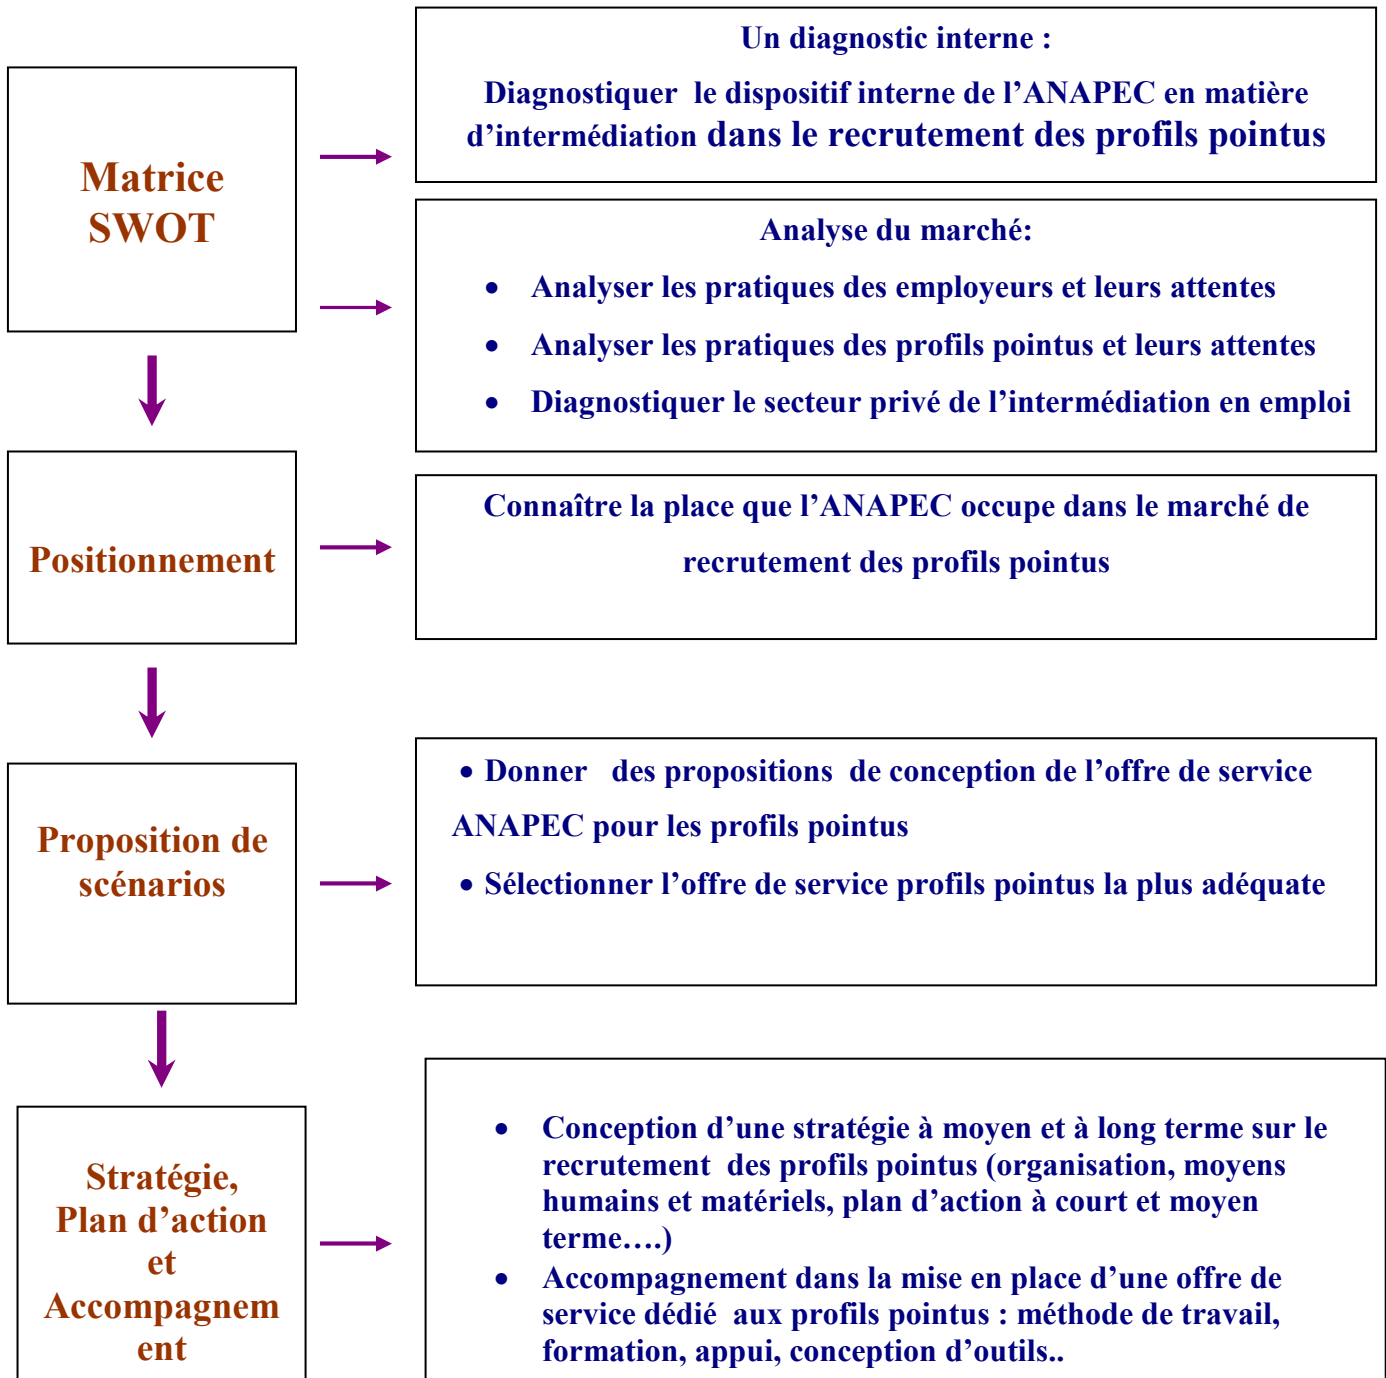 Matrice
SWOT
Un diagnostic interne :
Diagnostiquer le dispositif interne de l’ANAPEC en matière
d’intermédiation dans le recrutement des profils pointus
Analyse du marché:
• Analyser les pratiques des employeurs et leurs attentes
• Analyser les pratiques des profils pointus et leurs attentes
• Diagnostiquer le secteur privé de l’intermédiation en emploi
Positionnement
Connaître la place que l’ANAPEC occupe dans le marché de
recrutement des profils pointus
Proposition de
scénarios
• Donner des propositions de conception de l’offre de service
ANAPEC pour les profils pointus
• Sélectionner l’offre de service profils pointus la plus adéquate
Stratégie,
Plan d’action
et
Accompagnem
ent
• Conception d’une stratégie à moyen et à long terme sur le
recrutement des profils pointus (organisation, moyens
humains et matériels, plan d’action à court et moyen
terme….)
• Accompagnement dans la mise en place d’une offre de
service dédié aux profils pointus : méthode de travail,
formation, appui, conception d’outils..